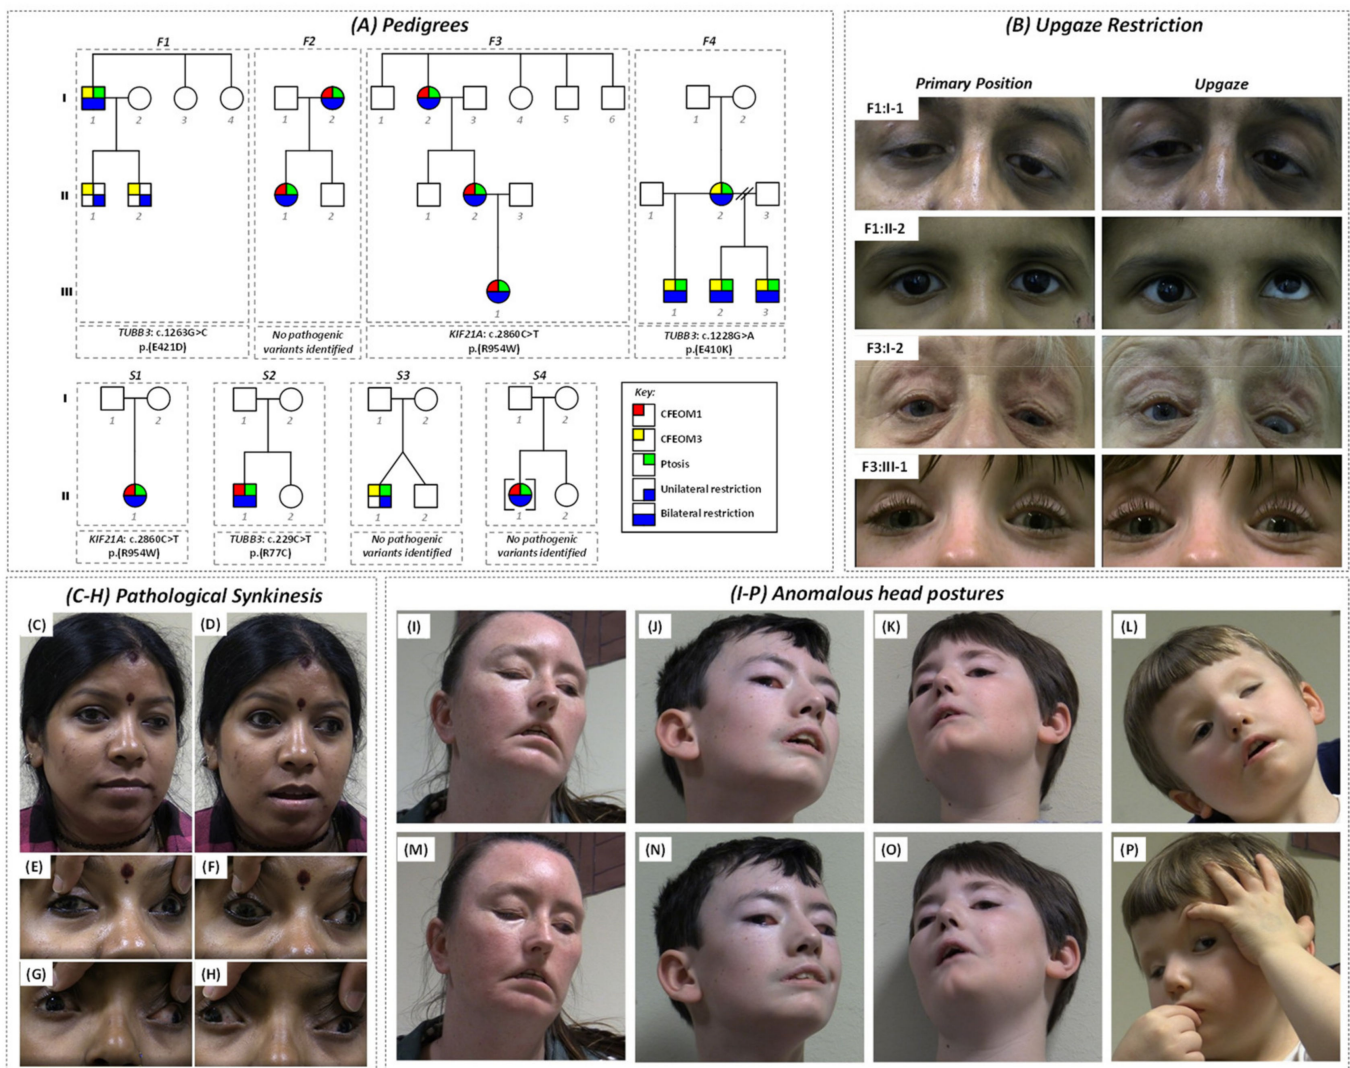 (A) Pedigrees
F1
F2
F3
F4
I
1 2 3 4
1 2
1 2 3 4 5 6
1 2
II
1 2
1 2
1 2 3
1 2 3
III
1
1 2 3
TUBB3: c.1263G>C
p.(E421D)
No pathogenic
variants identified
KIF21A: c.2860C>T
p.(R954W)
TUBB3: c.1228G>A
p.(E410K)
S1
S2
S3
S4
I
1 2
1 2
1 2
1 2
II
1
1 2
1 2
1 2
KIF21A: c.2860C>T
p.(R954W)
TUBB3: c.229C>T
p.(R77C)
No pathogenic
variants identified
No pathogenic
variants identified
Key:
CFEOM1
CFEOM3
Ptosis
Unilateral restriction
Bilateral restriction
(B) Upgaze Restriction
Primary Position
Upgaze
F1:I-1
F1:II-2
F3:I-2
F3:III-1
(C-H) Pathological Synkinesis
(C)
(D)
(E)
(F)
(G)
(H)
(I-P) Anomalous head postures
(I)
(J)
(K)
(L)
(M)
(N)
(O)
(P)